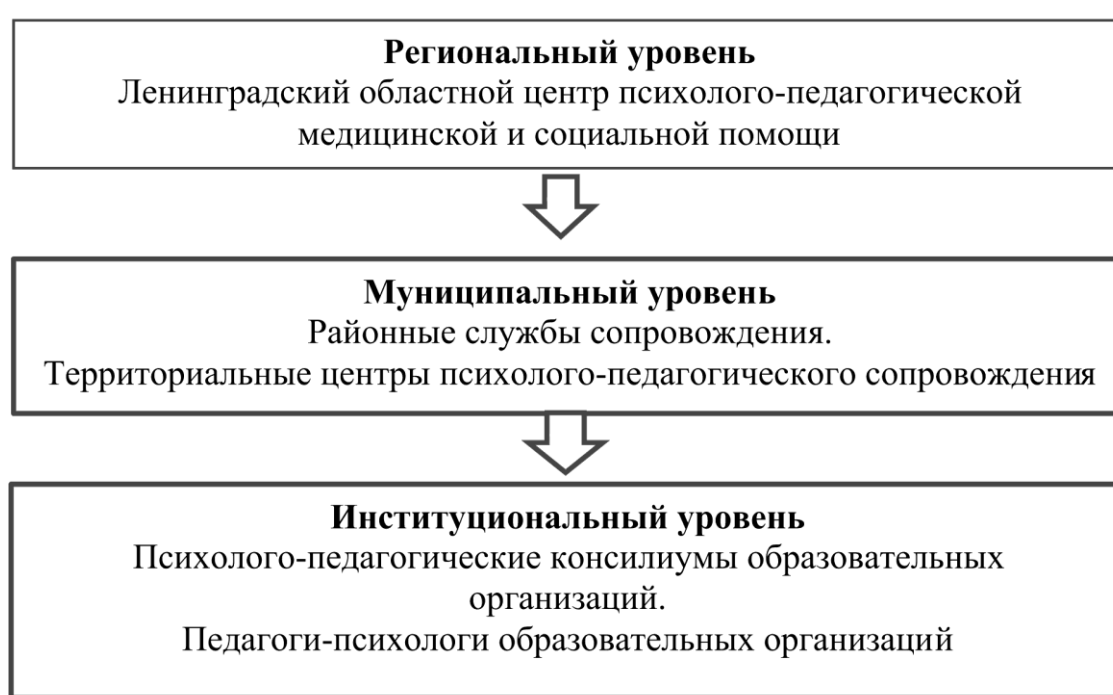 Региональный уровень
Ленинградский областной центр психолого-педагогической
медицинской и социальной помощи
Муниципальный уровень
Районные службы сопровождения.
Территориальные центры психолого-педагогического сопровождения
Институциональный уровень
Психолого-педагогические консилиумы образовательных
организаций.
Педагоги-психологи образовательных организаций